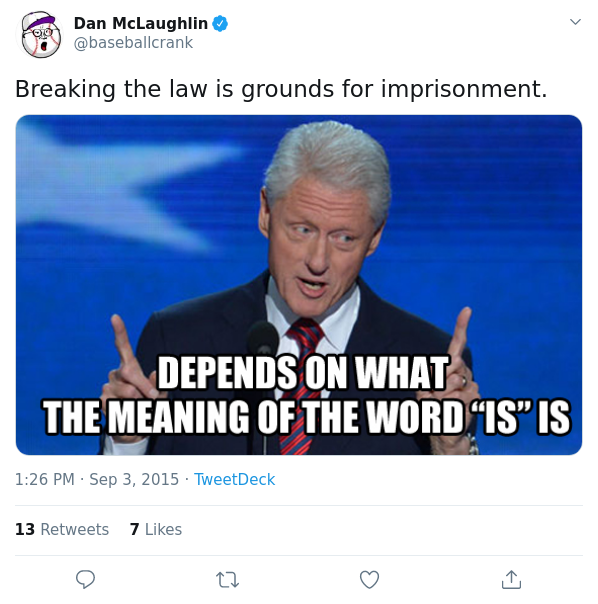 Dan McLaughlin
@baseballcrank
Breaking the law is grounds for imprisonment.
DEPENDS ON WHAT
THE MEANING OF THE WORD “IS” IS
1:26 PM · Sep 3, 2015 · TweetDeck
13 Retweets 7 Likes